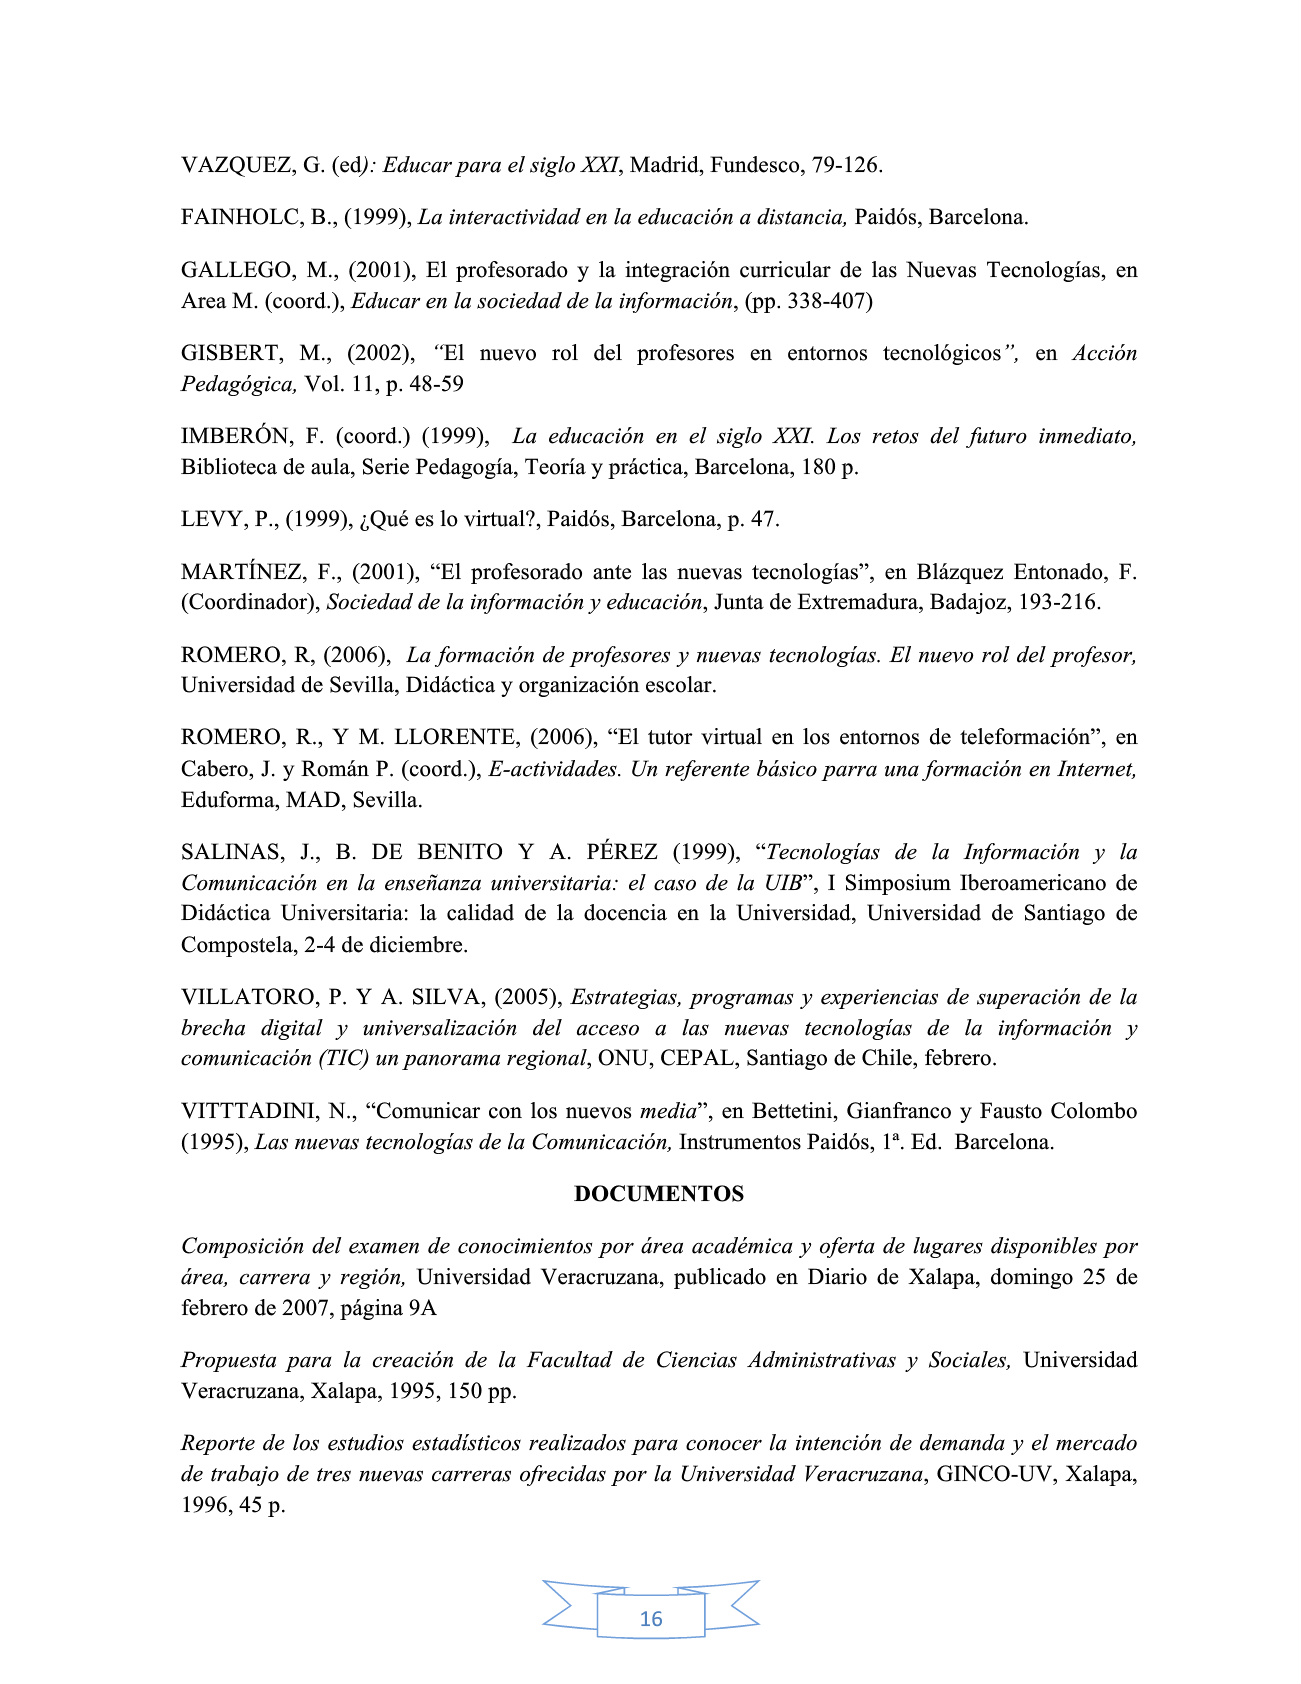 VAZQUEZ, G. (ed): Educar para el siglo XXI, Madrid, Fundesco, 79-126.
FAINHOLC, B., (1999), La interactividad en la educación a distancia, Paidós, Barcelona.
GALLEGO, M., (2001), El profesorado y la integración curricular de las Nuevas Tecnologías, en
Area M. (coord.), Educar en la sociedad de la información, (pp. 338-407)
GISBERT, M., (2002), “El nuevo rol del profesores en entornos tecnológicos”, en Acción
Pedagógica, Vol. 11, p. 48-59
IMBERÓN, F. (coord.) (1999),  La educación en el siglo XXI. Los retos del futuro inmediato,
Biblioteca de aula, Serie Pedagogía, Teoría y práctica, Barcelona, 180 p.
LEVY, P., (1999), ¿Qué es lo virtual?, Paidós, Barcelona, p. 47.
MARTÍNEZ, F., (2001), “El profesorado ante las nuevas tecnologías”, en Blázquez Entonado, F.
(Coordinador), Sociedad de la información y educación, Junta de Extremadura, Badajoz, 193-216.
ROMERO, R, (2006),  La formación de profesores y nuevas tecnologías. El nuevo rol del profesor,
Universidad de Sevilla, Didáctica y organización escolar.
ROMERO, R., Y M. LLORENTE, (2006), “El tutor virtual en los entornos de teleformación”, en
Cabero, J. y Román P. (coord.), E-actividades. Un referente básico parra una formación en Internet,
Eduforma, MAD, Sevilla.
SALINAS, J., B. DE BENITO Y A. PÉREZ (1999), “Tecnologías de la Información y la
Comunicación en la enseñanza universitaria: el caso de la UIB”, I Simposium Iberoamericano de
Didáctica Universitaria: la calidad de la docencia en la Universidad, Universidad de Santiago de
Compostela, 2-4 de diciembre.
VILLATORO, P. Y A. SILVA, (2005), Estrategias, programas y experiencias de superación de la
brecha digital y universalización del acceso a las nuevas tecnologías de la información y
comunicación (TIC) un panorama regional, ONU, CEPAL, Santiago de Chile, febrero.
VITTTADINI, N., “Comunicar con los nuevos media”, en Bettetini, Gianfranco y Fausto Colombo
(1995), Las nuevas tecnologías de la Comunicación, Instrumentos Paidós, 1ª. Ed.  Barcelona.
DOCUMENTOS
Composición del examen de conocimientos por área académica y oferta de lugares disponibles por
área, carrera y región, Universidad Veracruzana, publicado en Diario de Xalapa, domingo 25 de
febrero de 2007, página 9A
Propuesta para la creación de la Facultad de Ciencias Administrativas y Sociales, Universidad
Veracruzana, Xalapa, 1995, 150 pp.
Reporte de los estudios estadísticos realizados para conocer la intención de demanda y el mercado
de trabajo de tres nuevas carreras ofrecidas por la Universidad Veracruzana, GINCO-UV, Xalapa,
1996, 45 p.
16